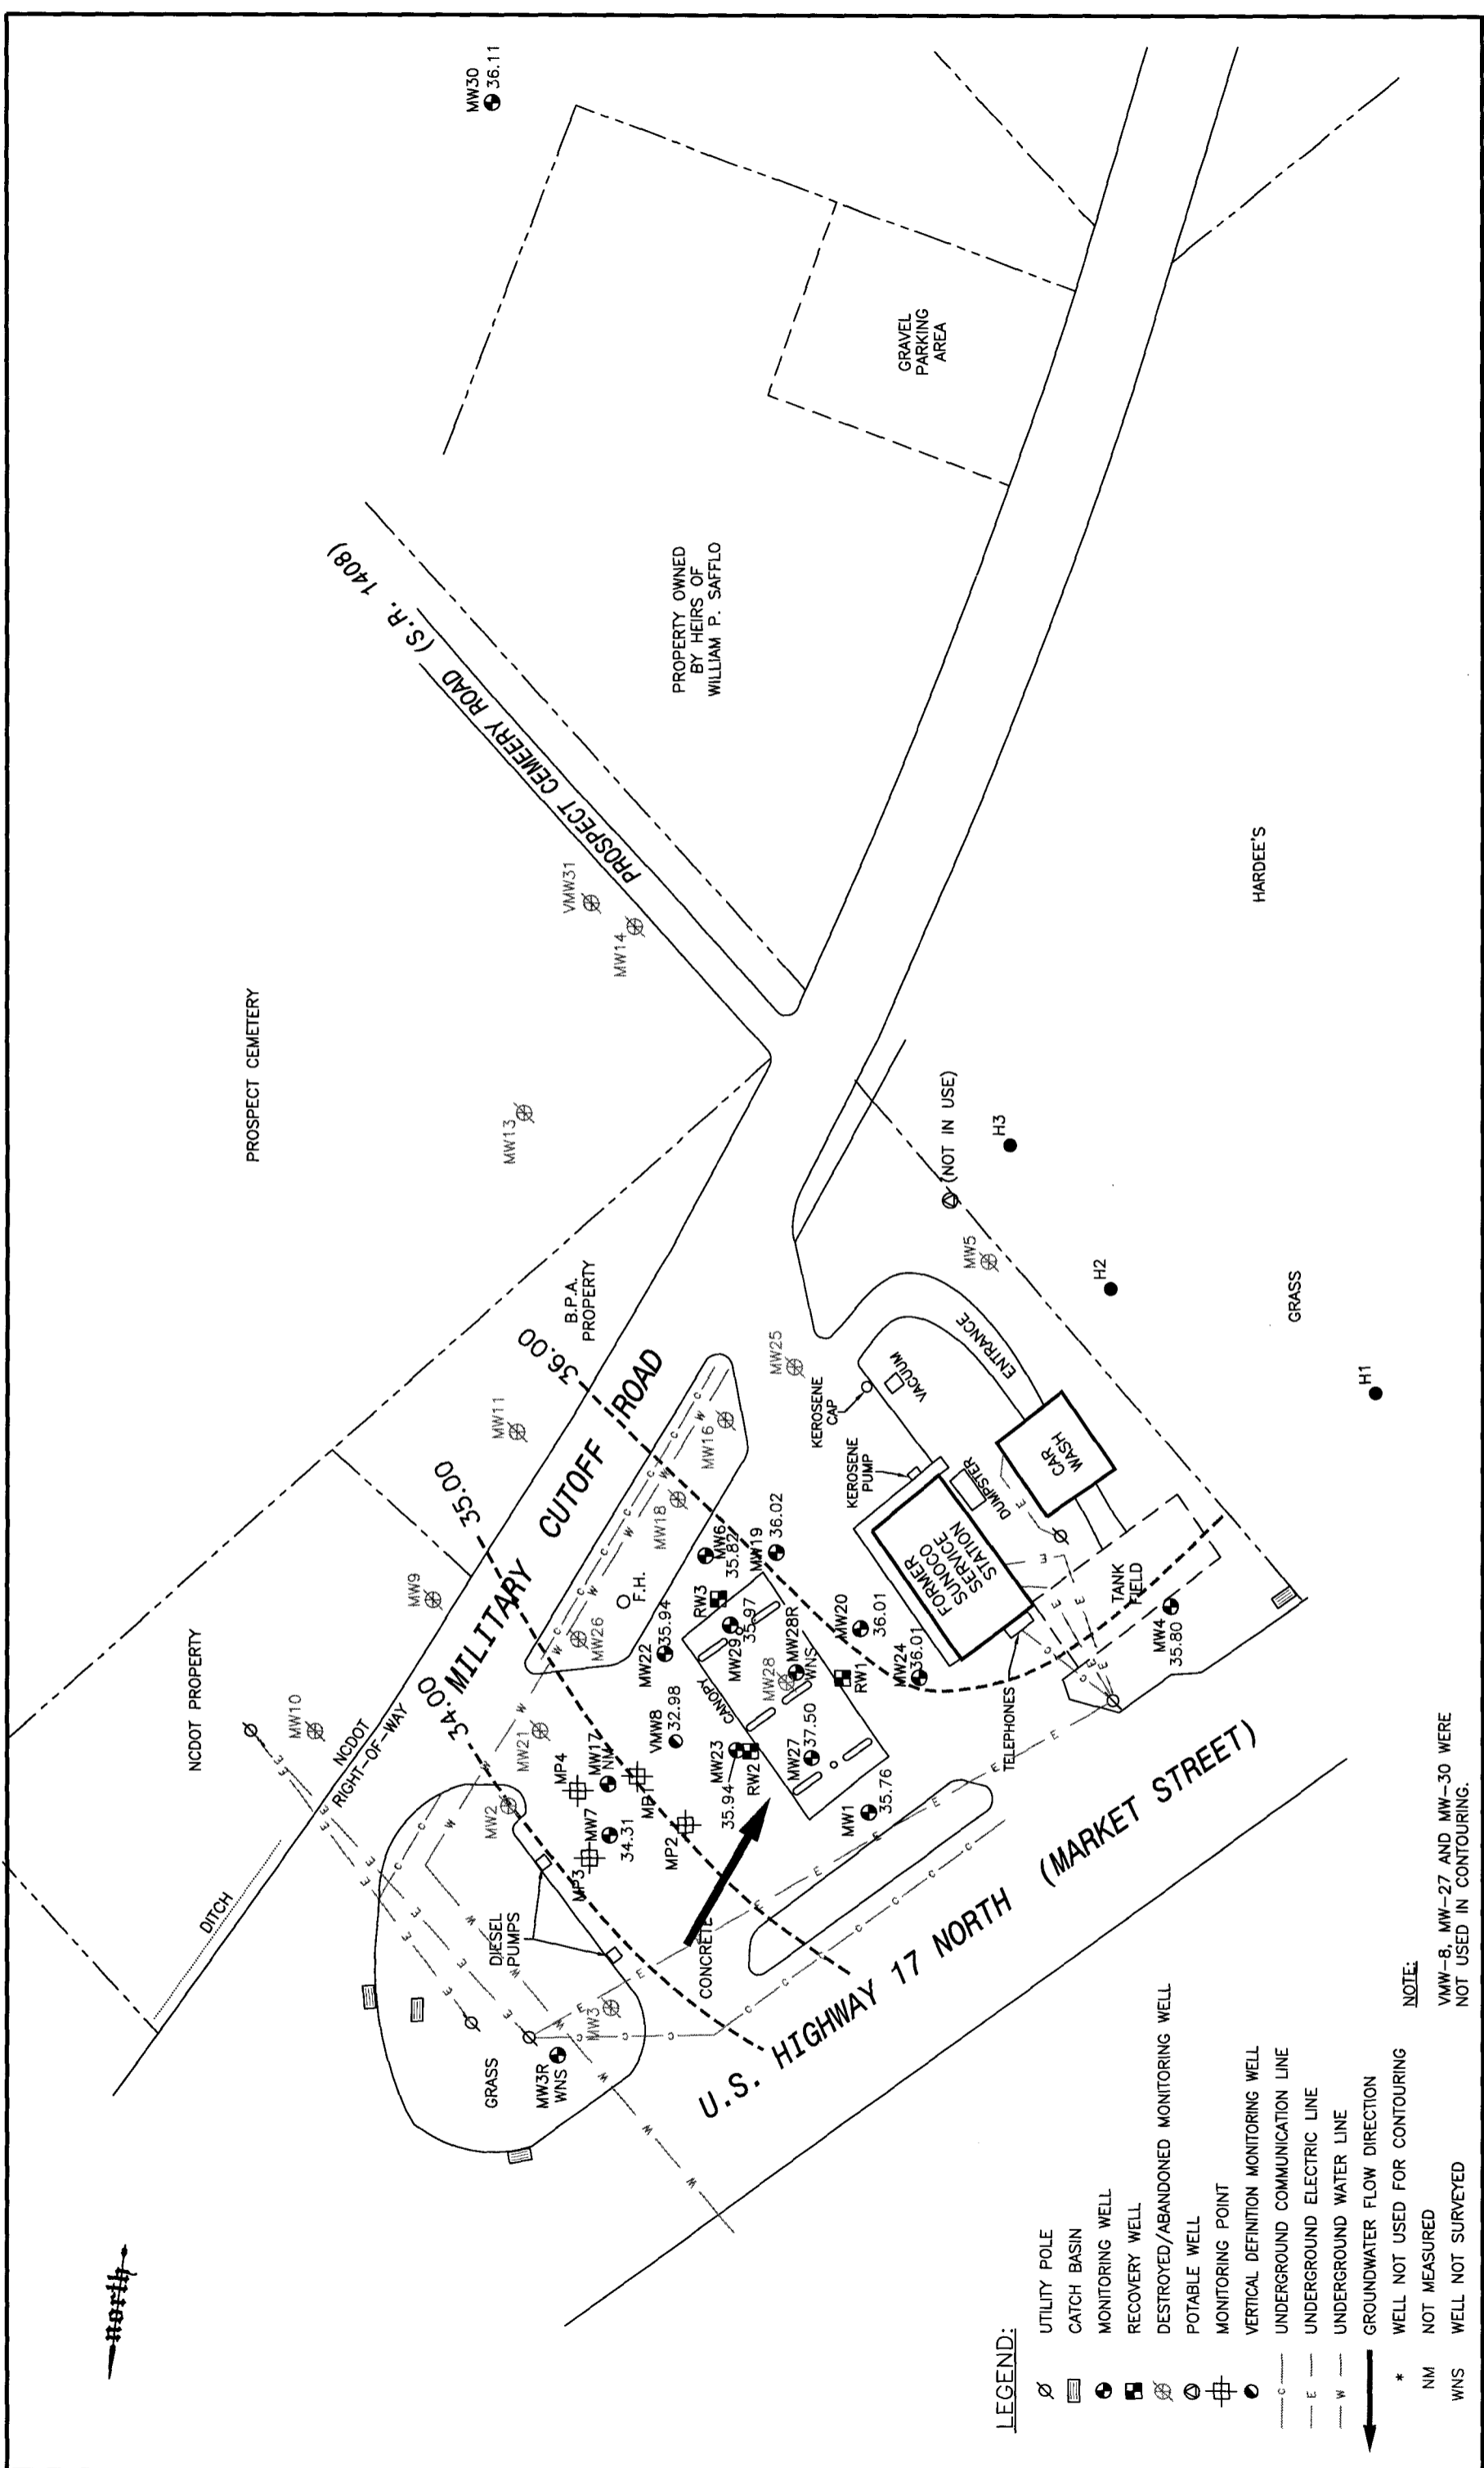 MW30
36.11
GRAVEL
PARKING
AREA
PROPERTY OWNED
BY HEIRS OF
WILLIAM P. SAFFLO
PROSPECT CEMEERY ROAD (S.R. 1408)
VMW31
MW14
PROSPECT CEMETERY
MW13
HARDEE'S
(NOT IN USE)
H3
MW5
H2
GRASS
H1
B.P.A.
PROPERTY
36.00
35.00
34.00
MILITARY CUTOFF ROAD
MW11
MW9
MW10
NCDOT PROPERTY
NCDOT
RIGHT-OF-WAY
DITCH
MW25
MW16
MW18
F.H.
MW26
MW21
MW2
KEROSENE
CAP
VACUUM
ENTRANCE
KEROSENE
PUMP
DUMPSTER
CAR
WASH
FORMER
SUNOCO
SERVICE
STATION
TANK
FIELD
MW4
35.80
TELEPHONES
MW6
35.82
MW19
36.02
RW3
MW22
35.94
MW29
35.97
CANOPY
MW28
MW28R
WNS
MW20
36.01
RW1
MW24
36.01
VMW8
32.98
MW23
35.94
RW2
MW27
37.50
MW1
35.76
MP4
MW17
NM
MP1
MW7
34.31
MP3
MP2
CONCRETE
DIESEL
PUMPS
MW3
MW3R
WNS
GRASS
U.S. HIGHWAY 17 NORTH (MARKET STREET)
north
LEGEND:
UTILITY POLE
CATCH BASIN
MONITORING WELL
RECOVERY WELL
DESTROYED/ABANDONED MONITORING WELL
POTABLE WELL
MONITORING POINT
VERTICAL DEFINITION MONITORING WELL
C UNDERGROUND COMMUNICATION LINE
E UNDERGROUND ELECTRIC LINE
W UNDERGROUND WATER LINE
GROUNDWATER FLOW DIRECTION
* WELL NOT USED FOR CONTOURING
NM NOT MEASURED
WNS WELL NOT SURVEYED
NOTE:
VMW-8, MW-27 AND MW-30 WERE
NOT USED IN CONTOURING.